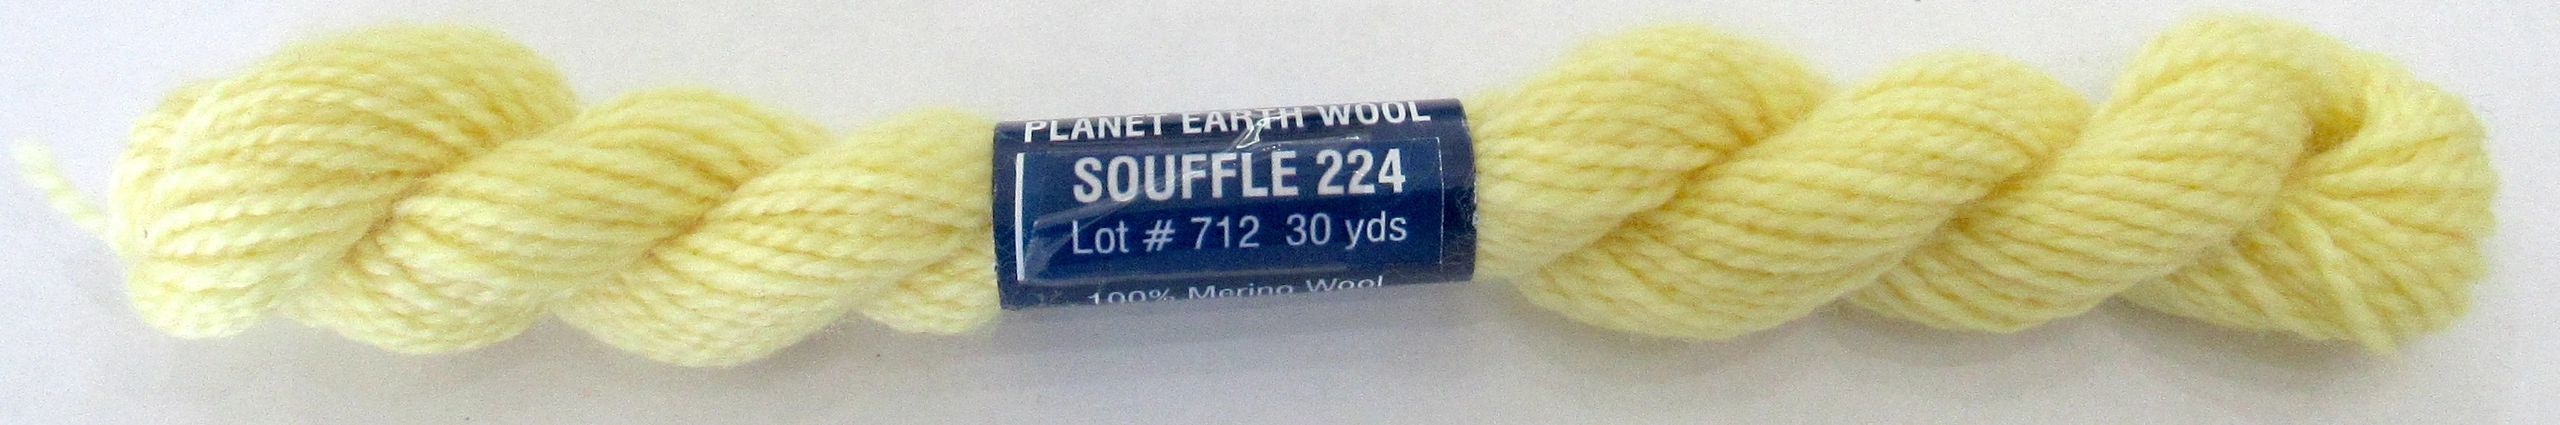 PLANET EARTH WOOL
SOUFFLE 224
Lot # 712 30 yds
100% Merino Wool